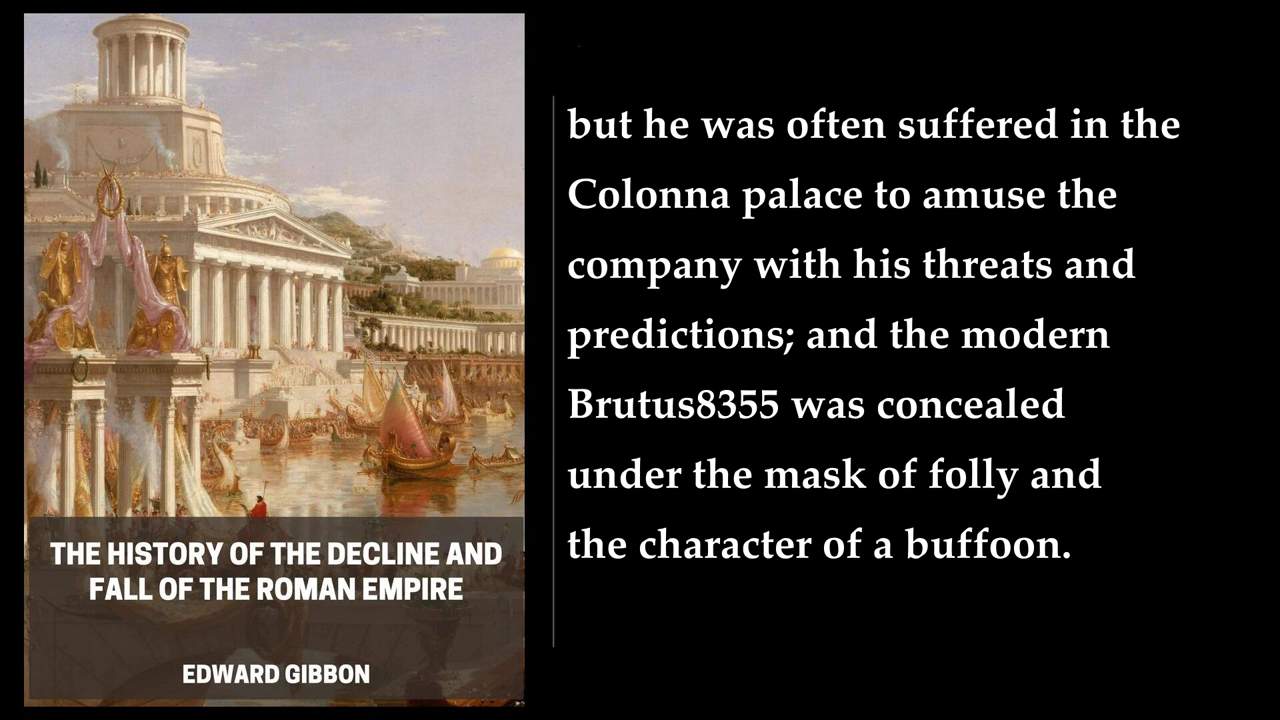 THE HISTORY OF THE DECLINE AND
FALL OF THE ROMAN EMPIRE
EDWARD GIBBON
but he was often suffered in the
Colonna palace to amuse the
company with his threats and
predictions; and the modern
Brutus8355 was concealed
under the mask of folly and
the character of a buffoon.